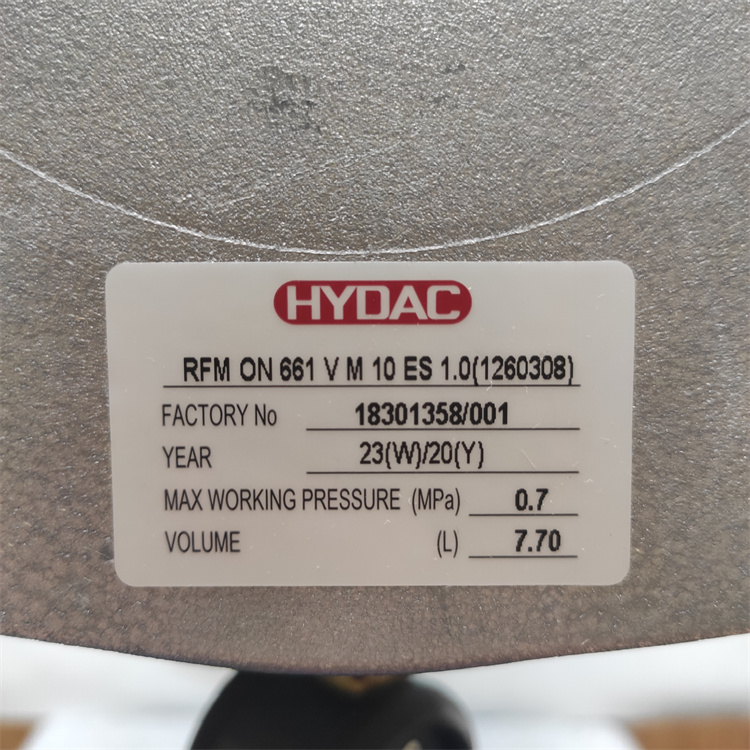 HYDAC
RFM ON 661 V M 10 ES 1.0(1260308)
FACTORY No 18301358/001
YEAR 23(W)/20(Y)
MAX WORKING PRESSURE (MPa) 0.7
VOLUME (L) 7.70